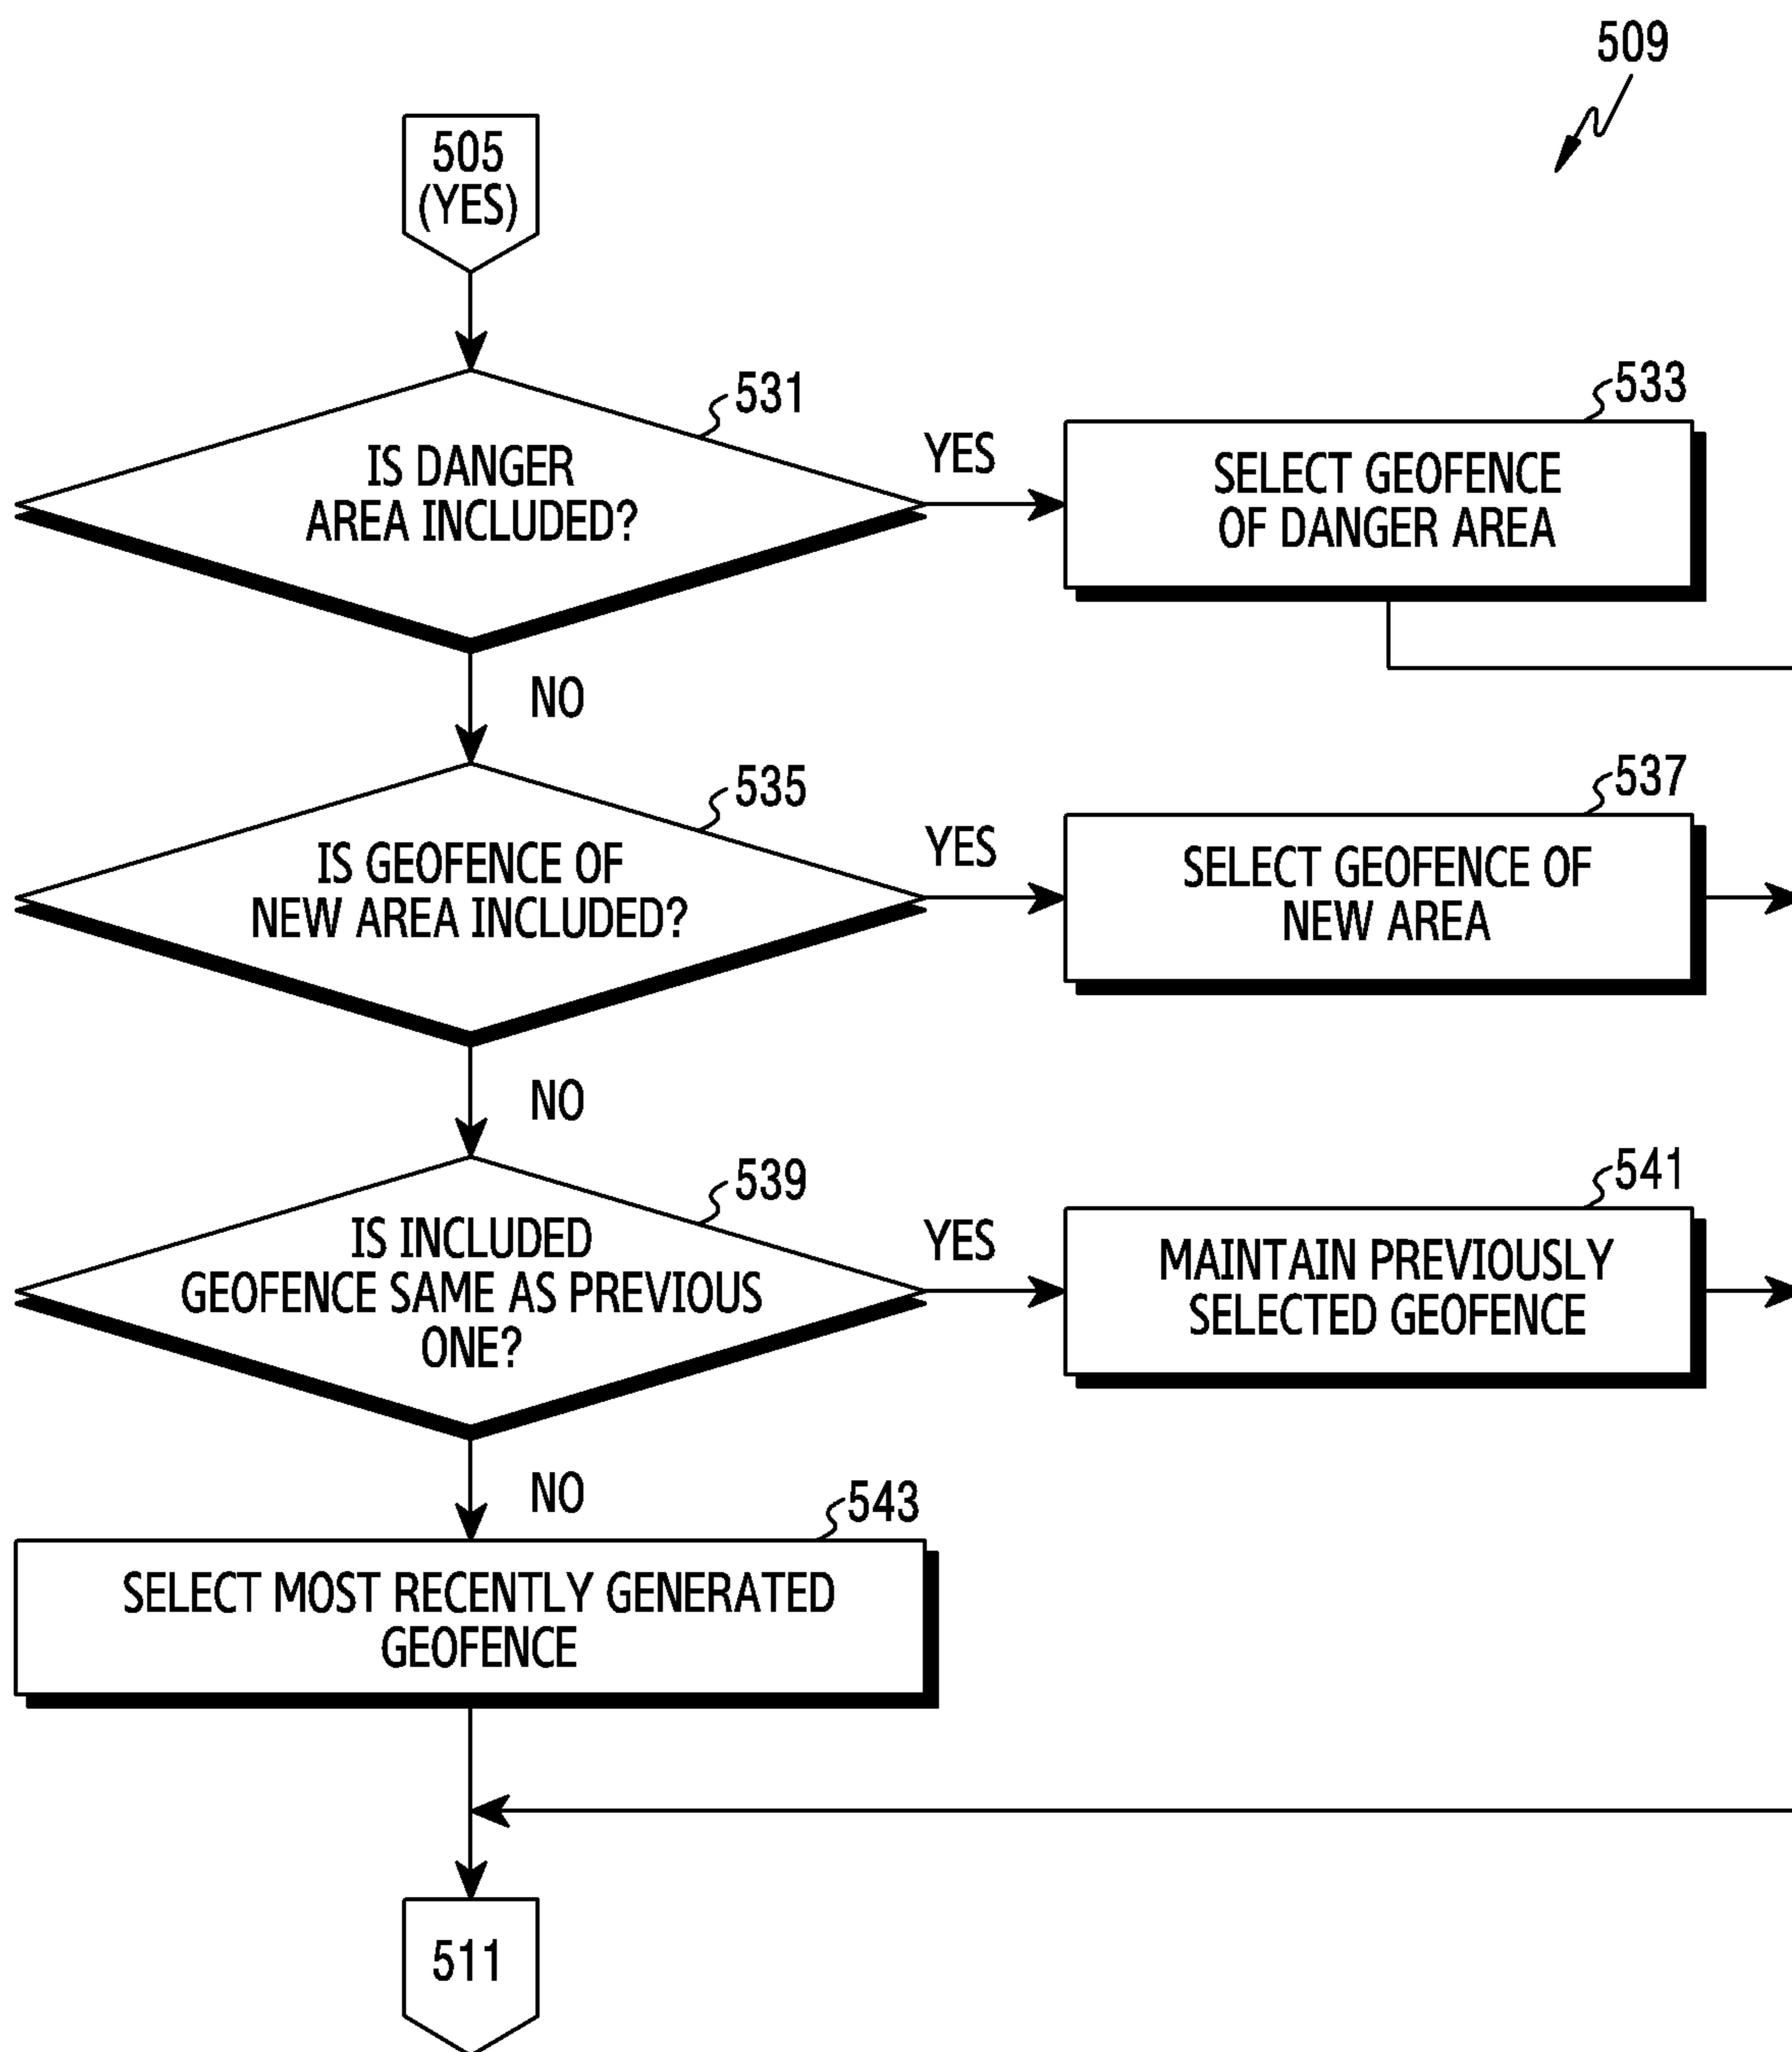 509
505
(YES)
531
IS DANGER
AREA INCLUDED?
YES
533
SELECT GEOFENCE
OF DANGER AREA
NO
535
IS GEOFENCE OF
NEW AREA INCLUDED?
YES
537
SELECT GEOFENCE OF
NEW AREA
NO
539
IS INCLUDED
GEOFENCE SAME AS PREVIOUS
ONE?
YES
541
MAINTAIN PREVIOUSLY
SELECTED GEOFENCE
NO
543
SELECT MOST RECENTLY GENERATED
GEOFENCE
511